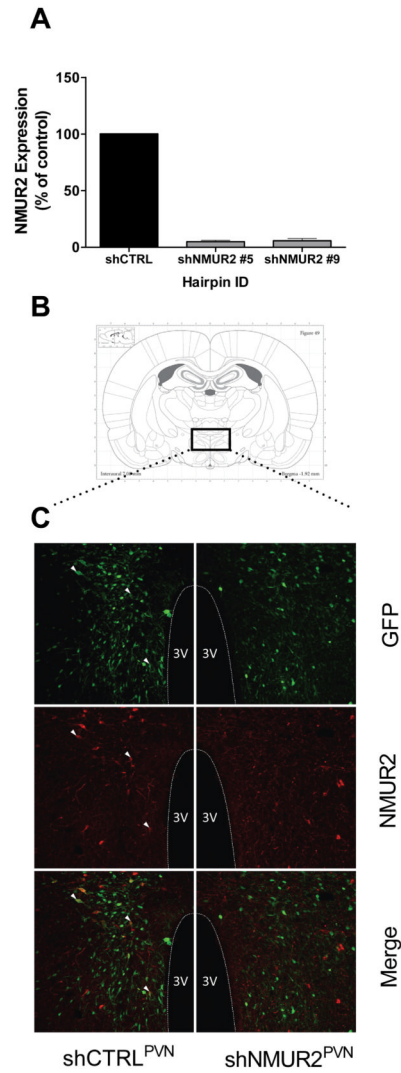 A
NMUR2 Expression
(% of control)
150
100
50
0
shCTRL
shNMUR2 #5
shNMUR2 #9
Hairpin ID
B
Figure 49
Bregma -1.92 mm
C
GFP
3V
3V
NMUR2
3V
3V
Merge
3V
3V
shCTRL^PVN
shNMUR2^PVN